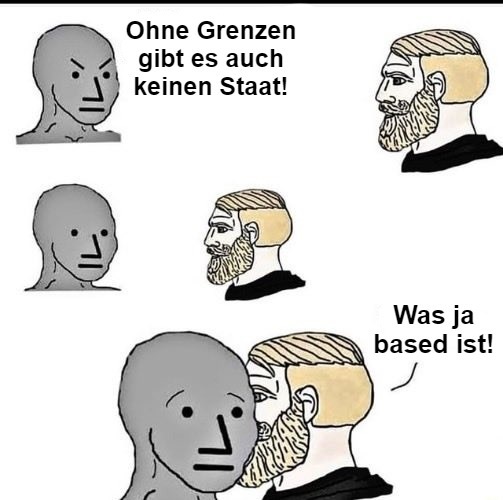 Ohne Grenzen
gibt es auch
keinen Staat!
Was ja
based ist!